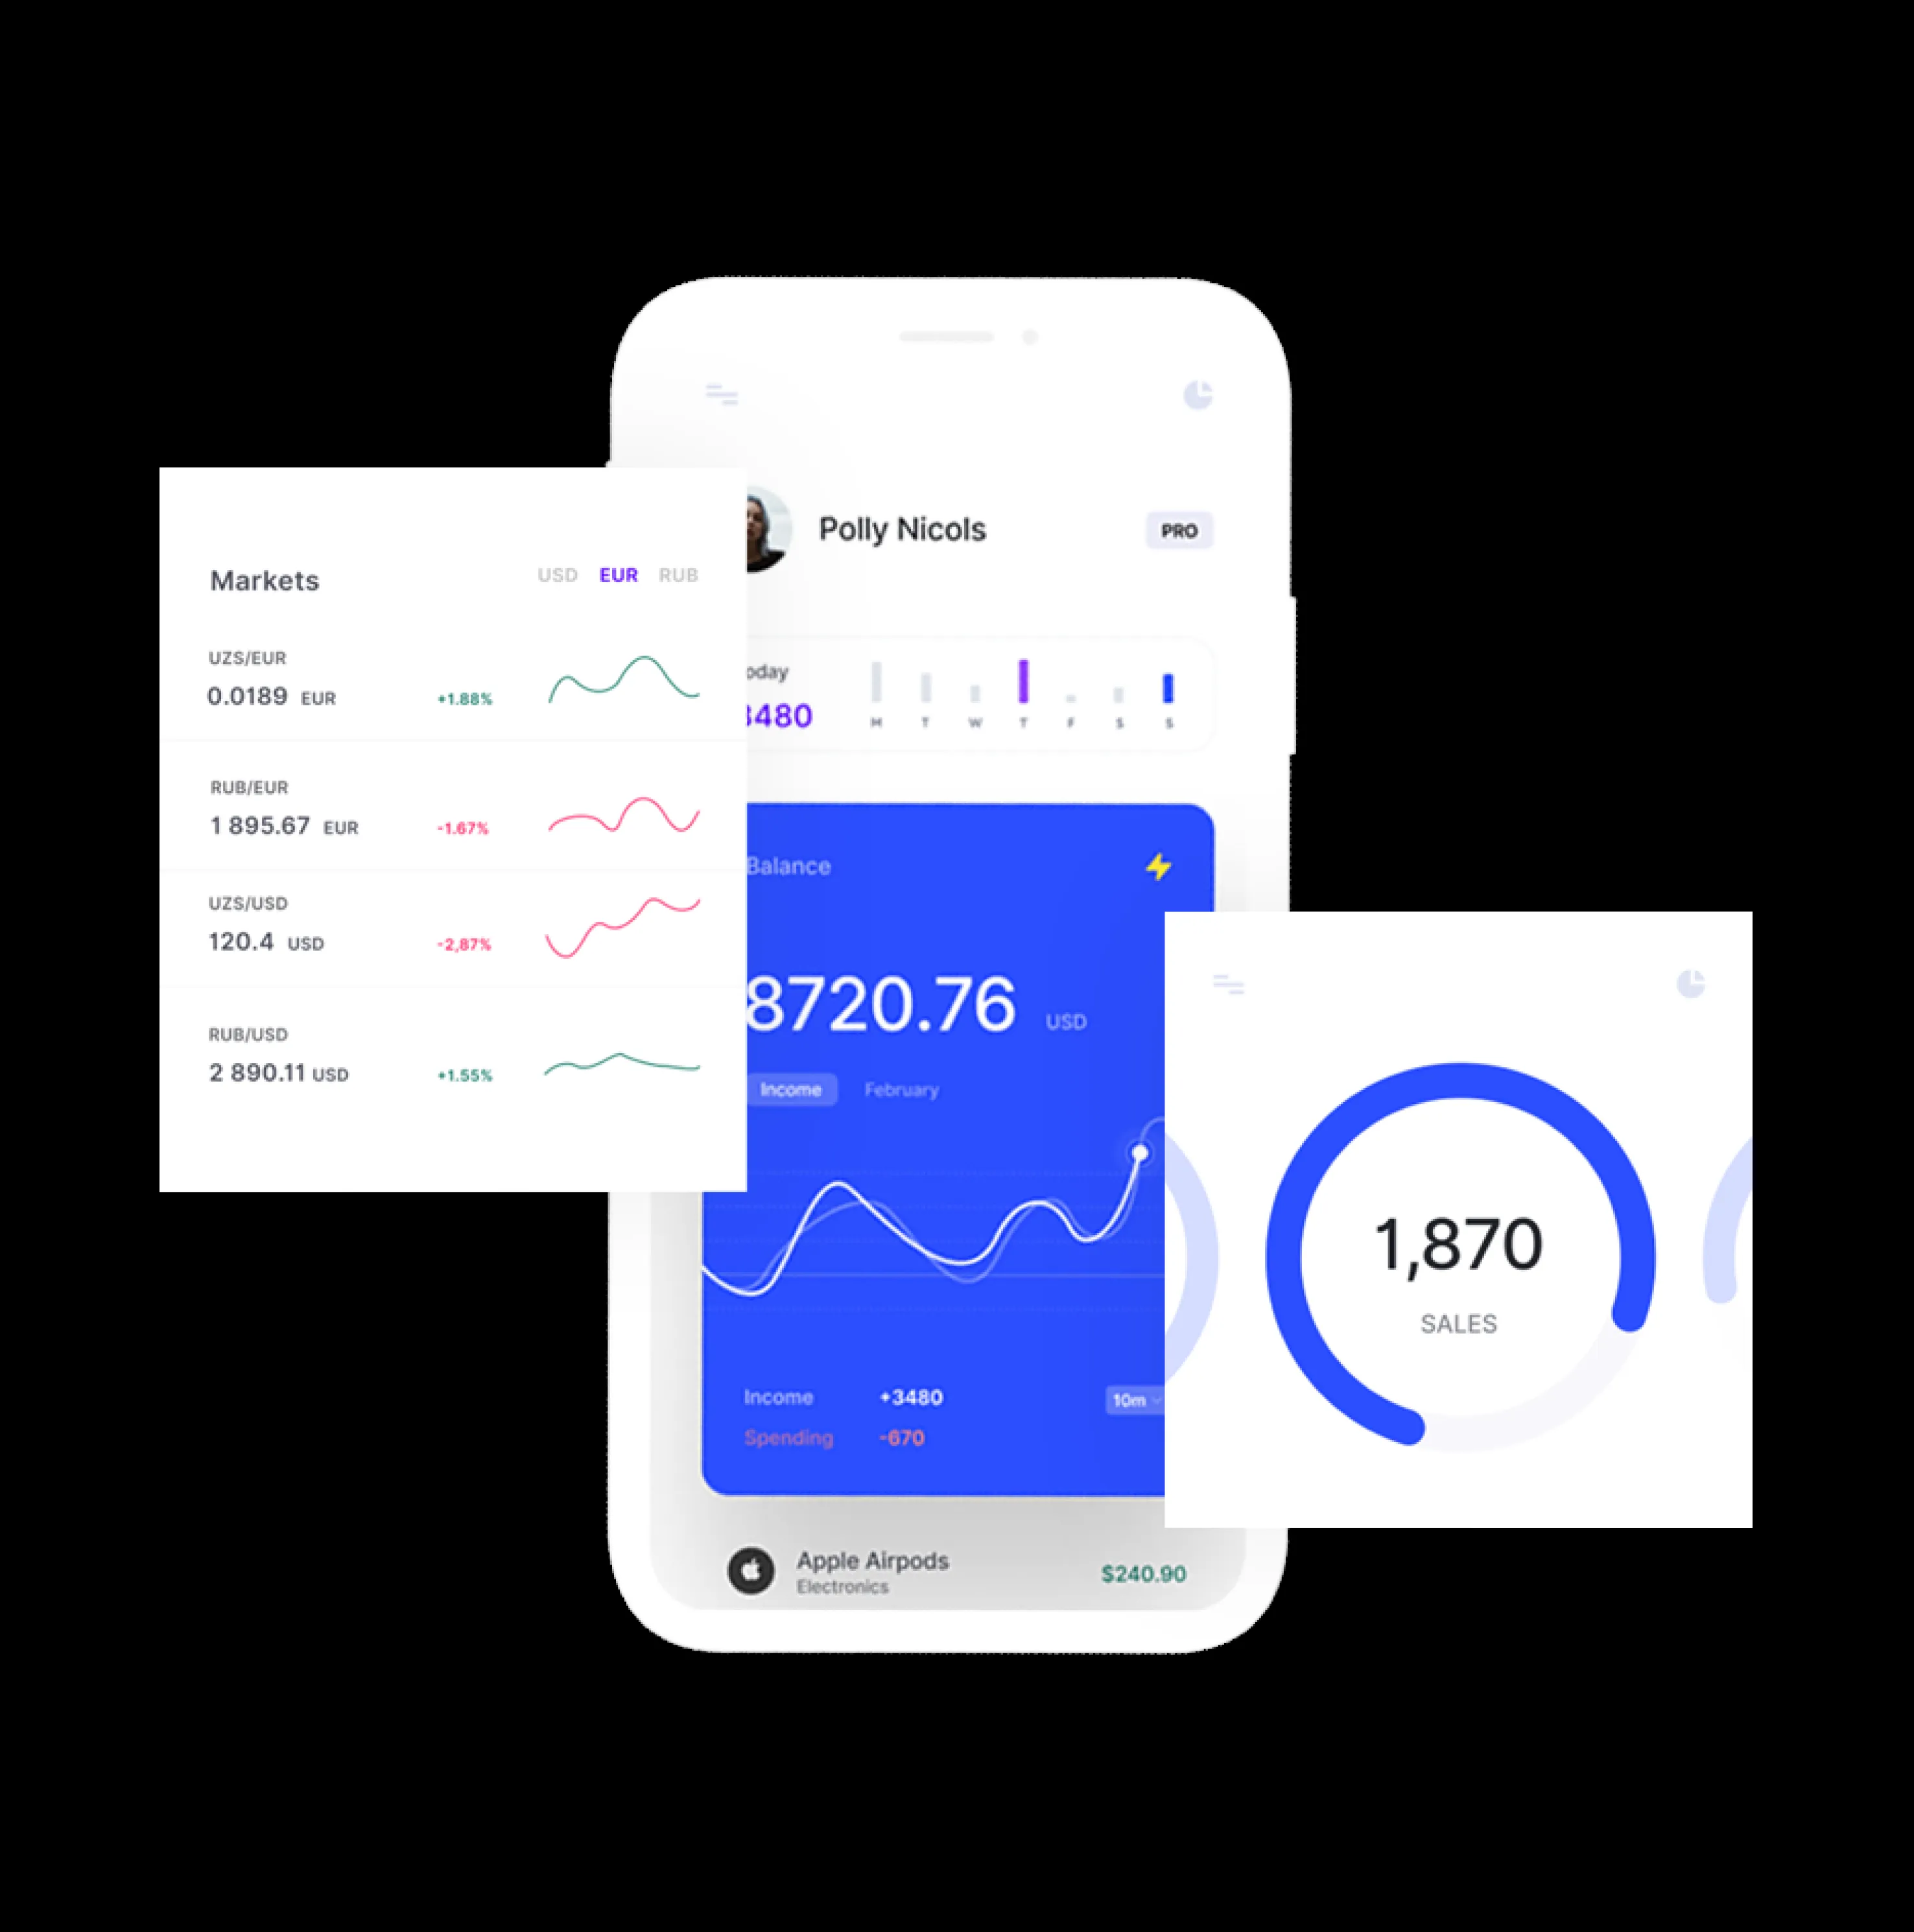 Polly Nicols
PRO
Markets
USD EUR RUB
UZS/EUR
0.0189 EUR
+1.88%
RUB/EUR
1 895.67 EUR
-1.67%
UZS/USD
120.4 USD
-2,87%
RUB/USD
2 890.11 USD
+1.55%
oday
3480
M T W T F S S
Balance
8720.76 USD
Income February
Income +3480
10m
Spending -670
1,870
SALES
Apple Airpods
Electronics
$240.90